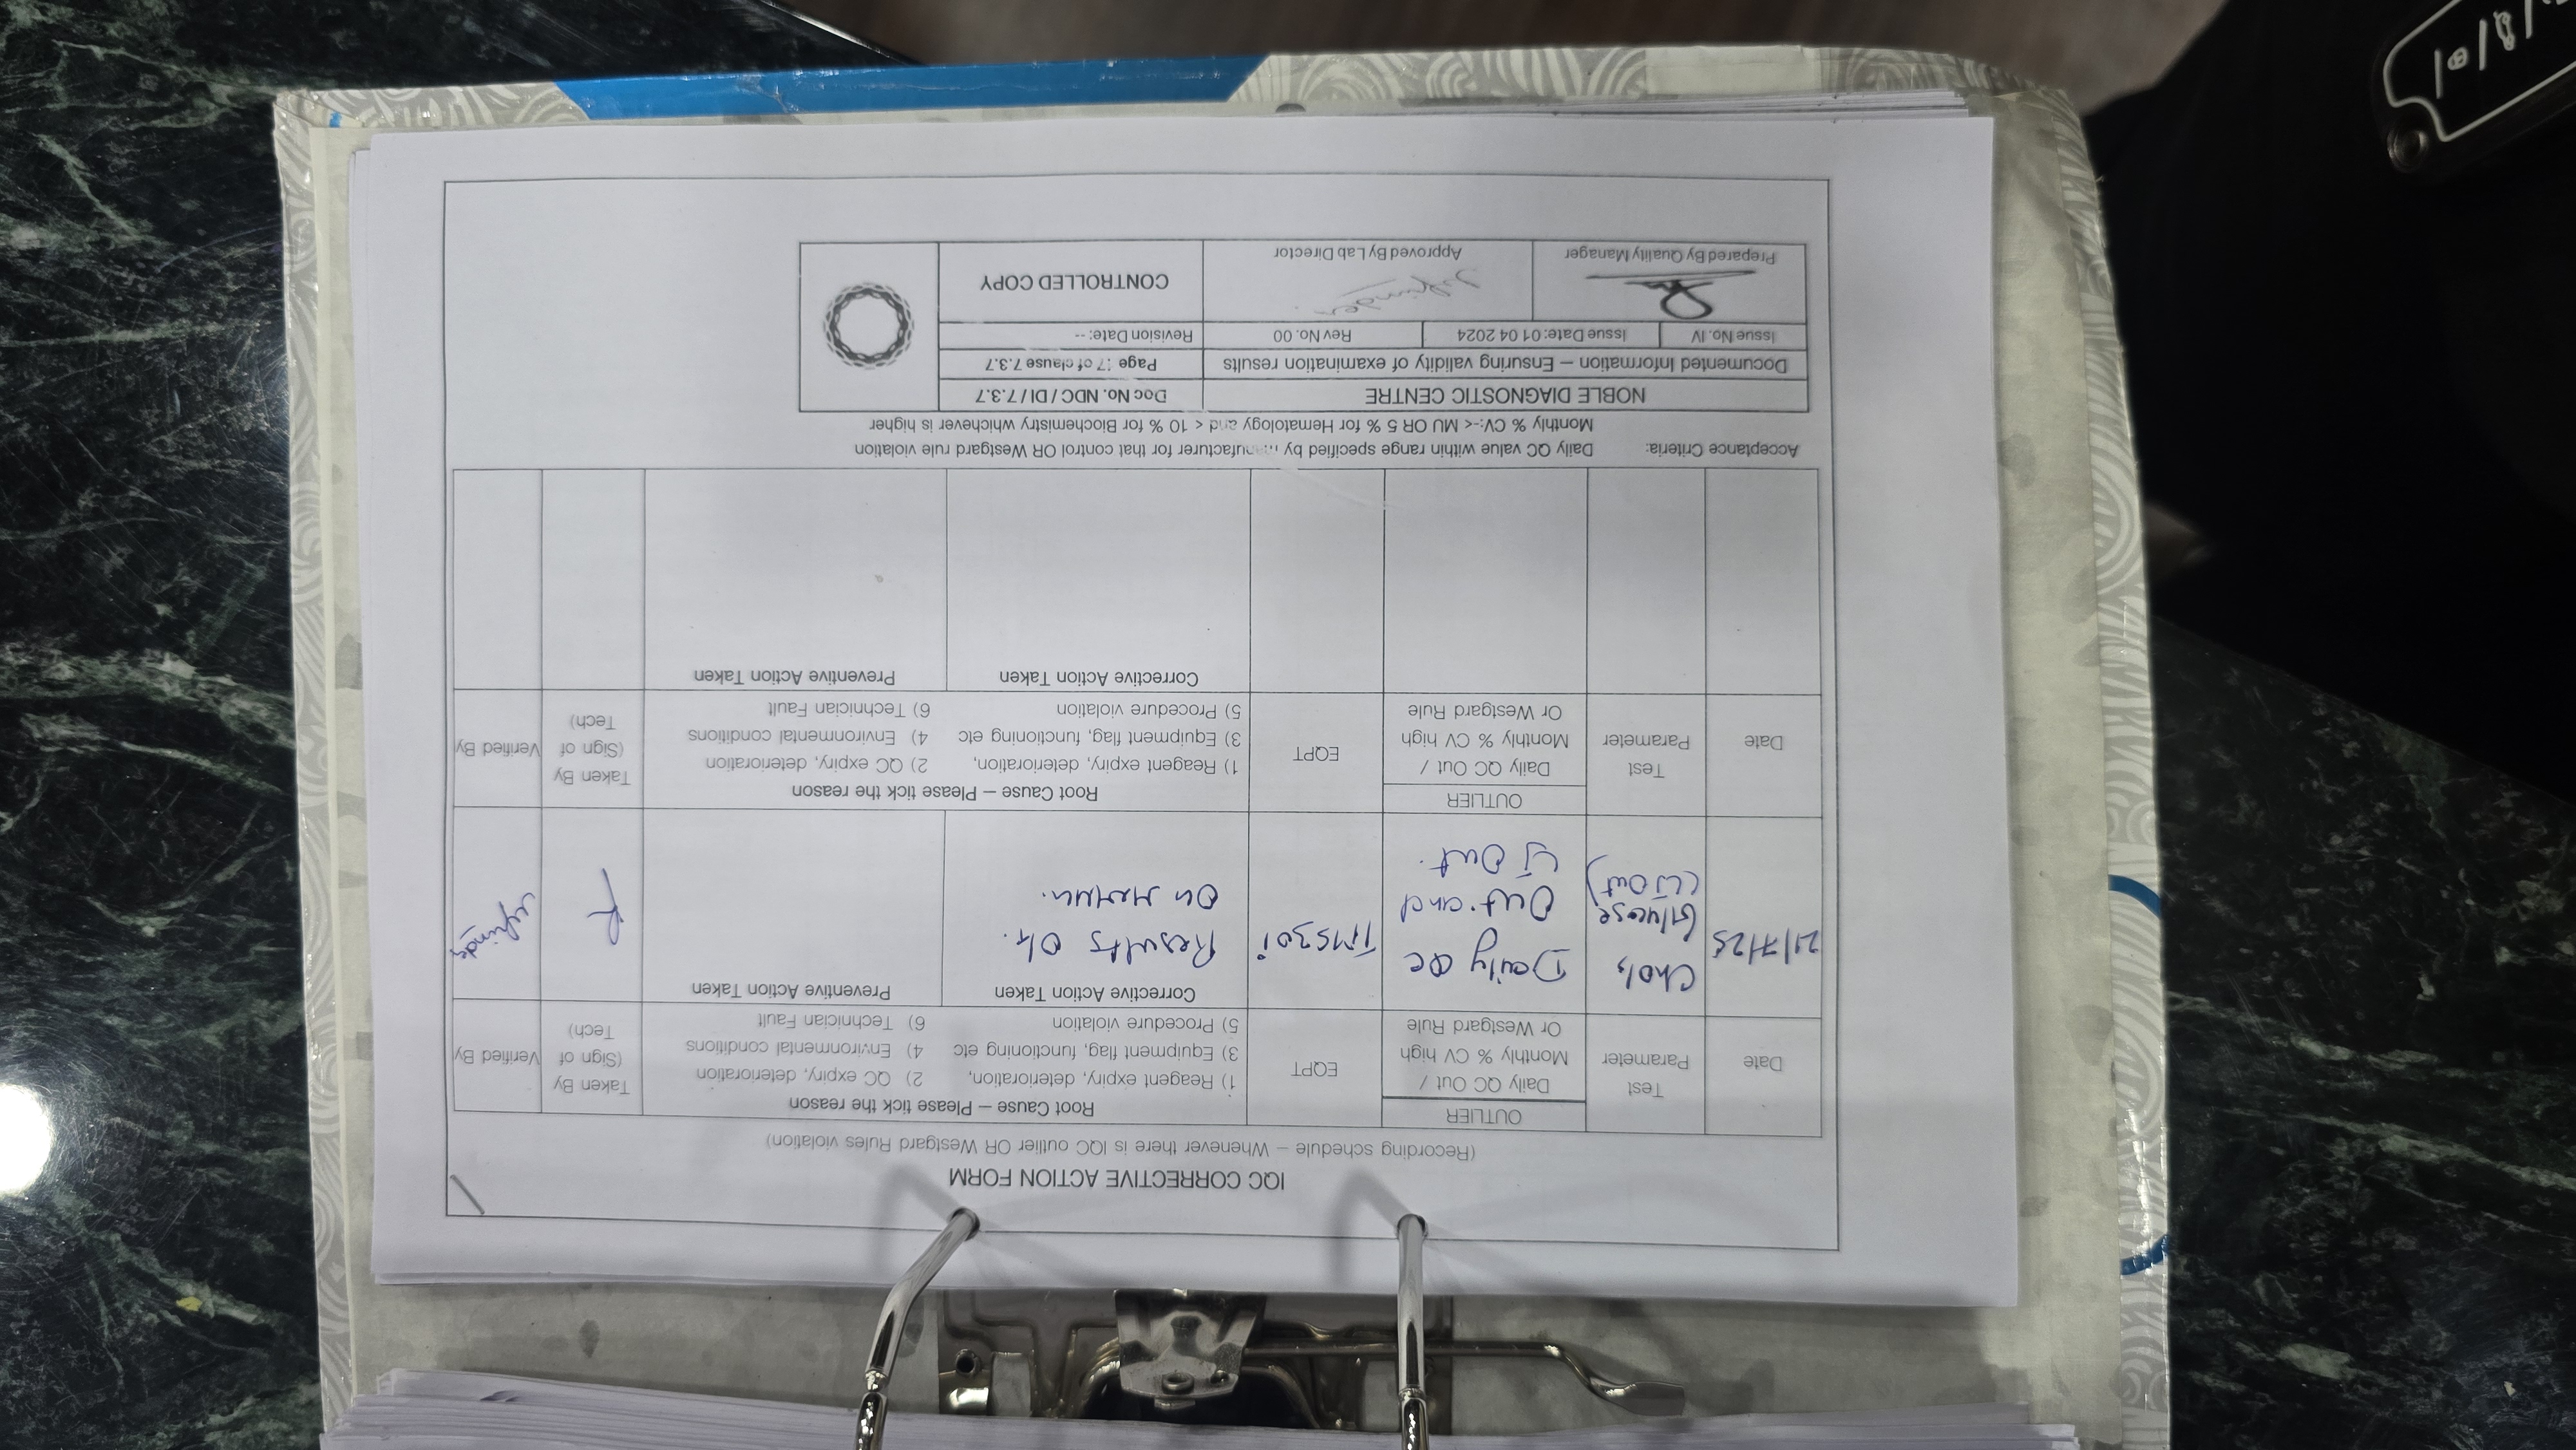 IQC CORRECTIVE ACTION FORM
(Recording schedule – Whenever there is IQC outlier OR Westgard Rules violation)
Date
Test
Parameter
OUTLIER
Daily QC Out /
Monthly % CV high
Or Westgard Rule
EQPT
Root Cause – Please tick the reason
1) Reagent expiry, deterioration, 2) QC expiry, deterioration
3) Equipment, flag, functioning etc 4) Environmental conditions
5) Procedure violation 6) Technician Fault
Taken By
(Sign of
Tech)
Verified By
21/7/25
Chol,
Glucose
(LJ Out)
Daily QC
Out and
LJ Out.
TMS30i
Corrective Action Taken
Results Ok.
On rerun.
Preventive Action Taken
Date
Test
Parameter
OUTLIER
Daily QC Out /
Monthly % CV high
Or Westgard Rule
EQPT
Root Cause – Please tick the reason
1) Reagent expiry, deterioration, 2) QC expiry, deterioration
3) Equipment, flag, functioning etc 4) Environmental conditions
5) Procedure violation 6) Technician Fault
Taken By
(Sign of
Tech)
Verified By
Corrective Action Taken
Preventive Action Taken
Acceptance Criteria: Daily QC value within range specified by manufacturer for that control OR Westgard rule violation
Monthly % CV:-< MU OR 5 % for Hematology and < 10 % for Biochemistry whichever is higher
NOBLE DIAGNOSTIC CENTRE
Doc No. NDC / DI / 7.3.7
Documented Information – Ensuring validity of examination results
Page 17 of clause 7.3.7
Issue No. IV
Issue Date: 01 04 2024
Rev No. 00
Revision Date: --
Prepared By Quality Manager
Approved By Lab Director
CONTROLLED COPY